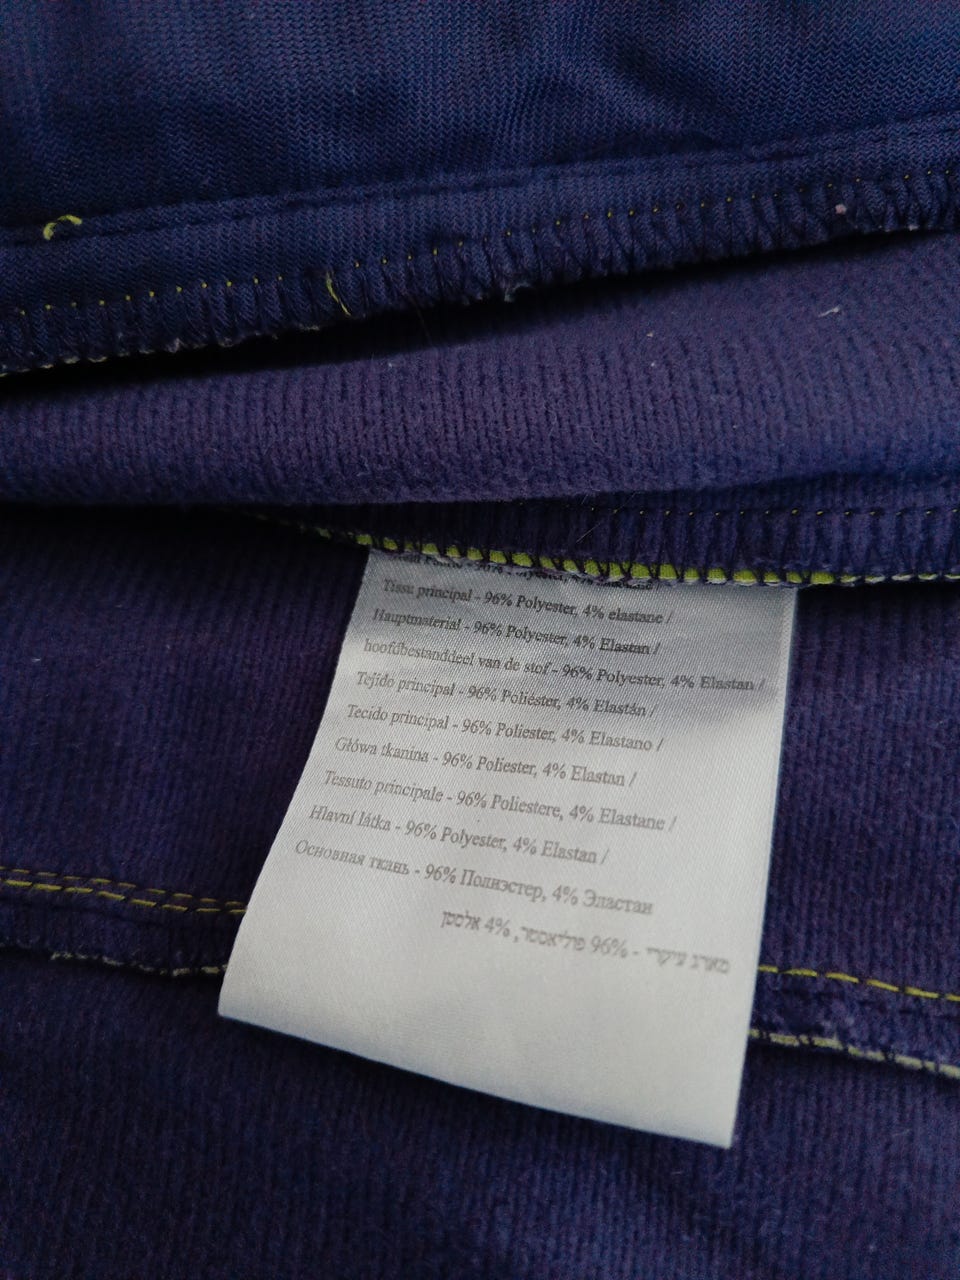 Tissu principal - 96% Polyester, 4% elastane /
Hauptmaterial - 96% Polyester, 4% Elastan /
hoofdbestanddeel van de stof - 96% Polyester, 4% Elastan /
Tejido principal - 96% Poliéster, 4% Elastán /
Tecido principal - 96% Poliester, 4% Elastano /
Główa tkanina - 96% Poliester, 4% Elastan /
Tessuto principale - 96% Poliestere, 4% Elastane /
Hlavní látka - 96% Polyester, 4% Elastan /
Основная ткань - 96% Полиэстер, 4% Эластан
מארג עיקרי - 96% פוליאסטר, 4% אלסטן